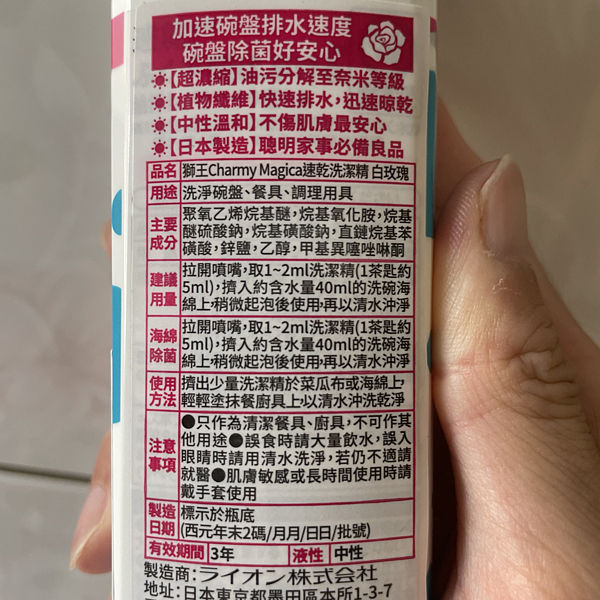 加速碗盤排水速度
碗盤除菌好安心
【超濃縮】油污分解至奈米等級
【植物纖維】快速排水,迅速晾乾
【中性溫和】不傷肌膚最安心
【日本製造】聰明家事必備良品
品名 獅王Charmy Magica速乾洗潔精 白玫瑰
用途 洗淨碗盤、餐具、調理用具
主要成分 聚氧乙烯烷基醚,烷基氧化胺,烷基
醚硫酸鈉,烷基磺酸鈉,直鏈烷基苯
磺酸,鋅鹽,乙醇,甲基異噻唑啉酮
建議用量 拉開噴嘴,取1~2ml洗潔精(1茶匙約
5ml),擠入約含水量40ml的洗碗海
綿上,稍微起泡後使用,再以清水沖淨
海綿除菌 拉開噴嘴,取1~2ml洗潔精(1茶匙約
5ml),擠入約含水量40ml的洗碗海
綿上,稍微起泡後使用,再以清水沖淨
使用方法 擠出少量洗潔精於菜瓜布或海綿上,
輕輕塗抹餐廚具上,以清水沖洗乾淨
注意事項 ●只作為清潔餐具、廚具,不可作其
他用途●誤食時請大量飲水,誤入
眼睛時請用清水洗淨,若仍不適請
就醫●肌膚敏感或長時間使用時請
戴手套使用
製造日期 標示於瓶底
(西元年末2碼/月月/日日/批號)
有效期間 3年 液性 中性
製造商:ライオン株式会社
地址:日本東京都墨田區本所1-3-7